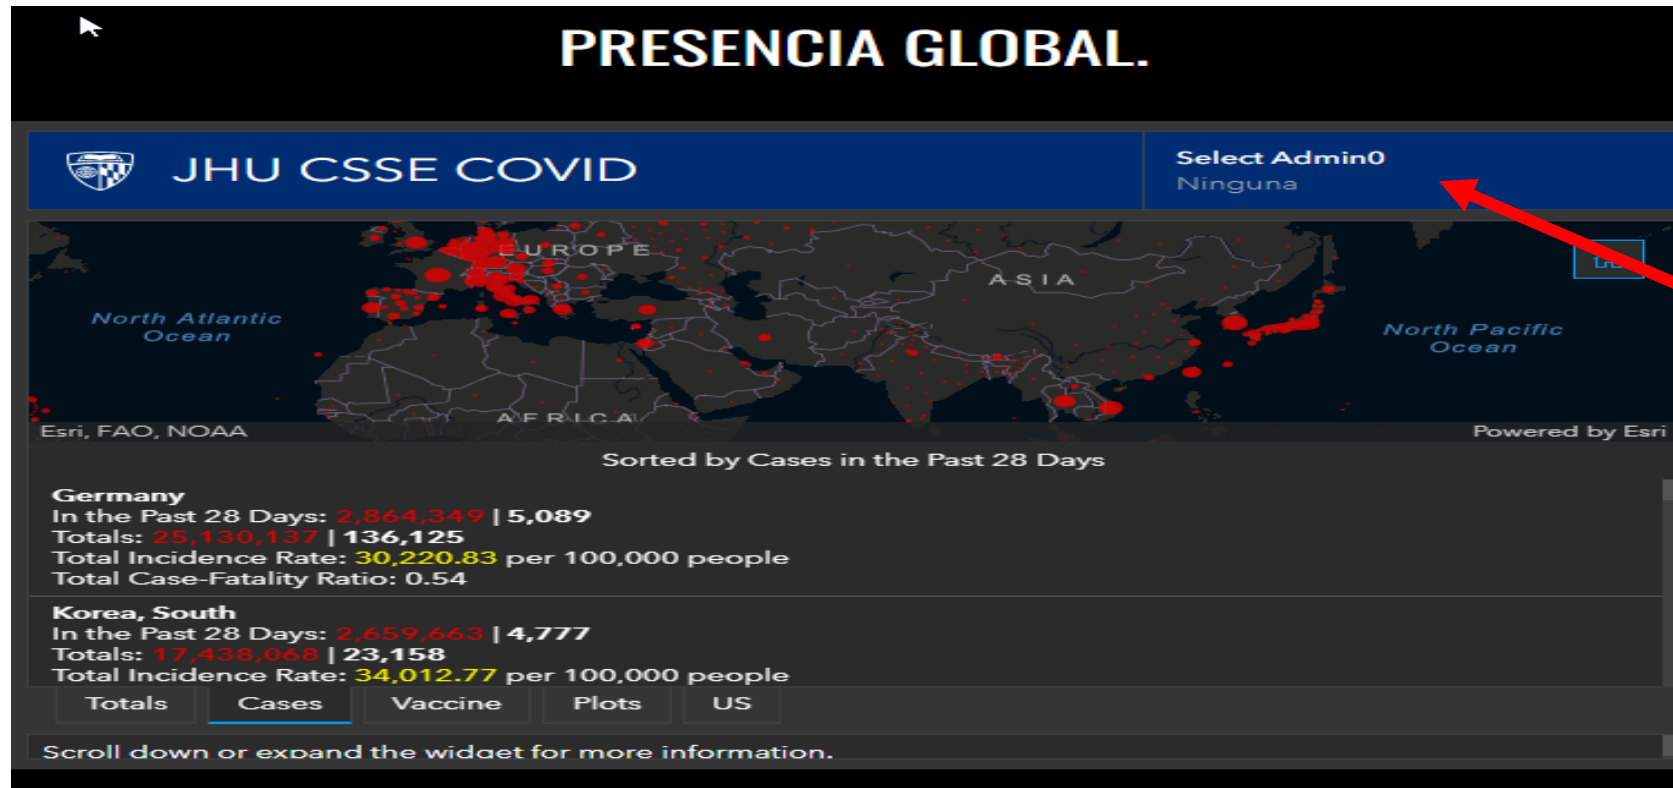 PRESENCIA GLOBAL.
JHU CSSE COVID
Select Admin0
Ninguna
EUROPE
ASIA
North Atlantic
Ocean
North Pacific
Ocean
AFRICA
Esri, FAO, NOAA
Powered by Esri
Sorted by Cases in the Past 28 Days
Germany
In the Past 28 Days: 2,864,349 | 5,089
Totals: 25,130,137 | 136,125
Total Incidence Rate: 30,220.83 per 100,000 people
Total Case-Fatality Ratio: 0.54
Korea, South
In the Past 28 Days: 2,659,663 | 4,777
Totals: 17,438,068 | 23,158
Total Incidence Rate: 34,012.77 per 100,000 people
Totals Cases Vaccine Plots US
Scroll down or expand the widget for more information.